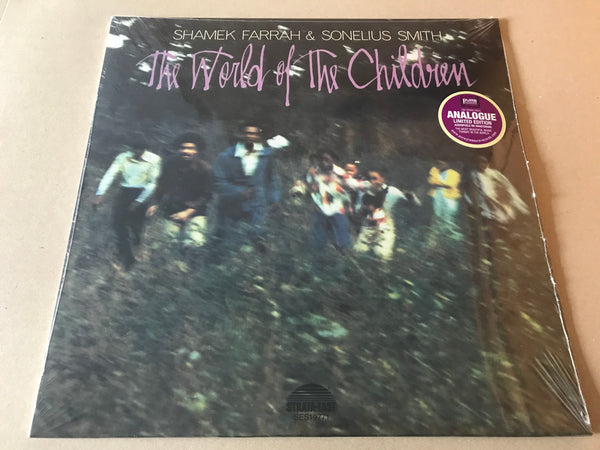 SHAMEK FARRAH & SONELIUS SMITH
The World of The Children
ANALOGUE
LIMITED EDITION
STRATA-EAST